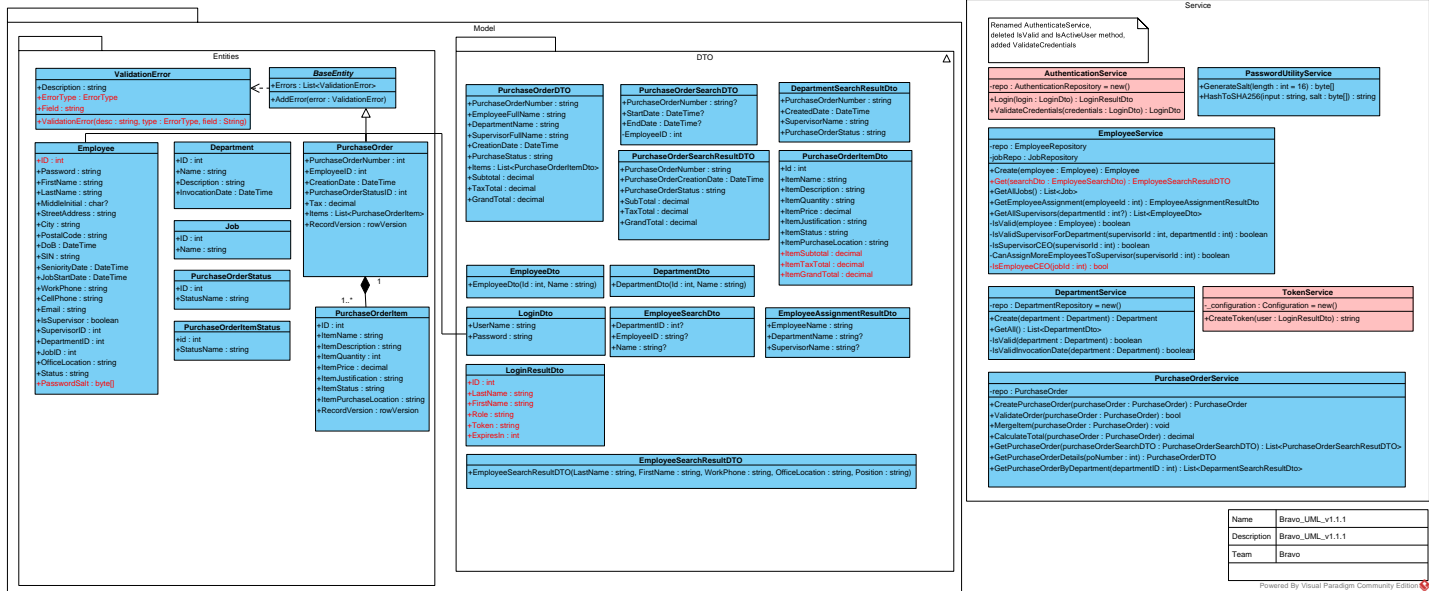 Model
Entities
ValidationError
+Description : string
+ErrorType : ErrorType
+Field : string
+ValidationError(desc : string, type : ErrorType, field : String)
BaseEntity
+Errors : List<ValidationError>
+AddError(error : ValidationError)
Employee
+ID : int
+Password : string
+FirstName : string
+LastName : string
+MiddleInitial : char?
+StreetAddress : string
+City : string
+PostalCode : string
+DoB : DateTime
+SIN : string
+SeniorityDate : DateTime
+JobStartDate : DateTime
+WorkPhone : string
+CellPhone : string
+Email : string
+IsSupervisor : boolean
+SupervisorID : int
+DepartmentID : int
+JobID : int
+OfficeLocation : string
+Status : string
+PasswordSalt : byte[]
Department
+ID : int
+Name : string
+Description : string
+InvocationDate : DateTime
Job
+ID : int
+Name : string
PurchaseOrderStatus
+ID : int
+StatusName : string
PurchaseOrderItemStatus
+id : int
+StatusName : string
PurchaseOrder
+PurchaseOrderNumber : int
+EmployeeID : int
+CreationDate : DateTime
+PurchaseOrderStatusID : int
+Tax : decimal
+Items : List<PurchaseOrderItem>
+RecordVersion : rowVersion
1
1..*
PurchaseOrderItem
+ID : int
+ItemName : string
+ItemDescription : string
+ItemQuantity : int
+ItemPrice : decimal
+ItemJustification : string
+ItemStatus : string
+ItemPurchaseLocation : string
+RecordVersion : rowVersion
DTO
PurchaseOrderDTO
+PurchaseOrderNumber : string
+EmployeeFullName : string
+DepartmentName : string
+SupervisorFullName : string
+CreationDate : DateTime
+PurchaseStatus : string
+Items : List<PurchaseOrderItemDto>
+Subtotal : decimal
+TaxTotal : decimal
+GrandTotal : decimal
PurchaseOrderSearchDTO
+PurchaseOrderNumber : string?
+StartDate : DateTime?
+EndDate : DateTime?
-EmployeeID : int
DepartmentSearchResultDto
+PurchaseOrderNumber : string
+CreatedDate : DateTime
+SupervisorName : string
+PurchaseOrderStatus : string
PurchaseOrderSearchResultDTO
+PurchaseOrderNumber : string
+PurchaseOrderCreationDate : DateTime
+PurchaseOrderStatus : string
+SubTotal : decimal
+TaxTotal : decimal
+GrandTotal : decimal
PurchaseOrderItemDto
+Id : int
+ItemName : string
+ItemDescription : string
+ItemQuantity : string
+ItemPrice : decimal
+ItemJustification : string
+ItemStatus : string
+ItemPurchaseLocation : string
+ItemSubtotal : decimal
+ItemTaxTotal : decimal
+ItemGrandTotal : decimal
EmployeeDto
+EmployeeDto(Id : int, Name : string)
DepartmentDto
+DepartmentDto(Id : int, Name : string)
LoginDto
+UserName : string
+Password : string
EmployeeSearchDto
+DepartmentID : int?
+EmployeeID : string?
+Name : string?
EmployeeAssignmentResultDto
+EmployeeName : string
+DepartmentName : string?
+SupervisorName : string?
LoginResultDto
+ID : int
+LastName : string
+FirstName : string
+Role : string
+Token : string
+ExpiresIn : int
EmployeeSearchResultDTO
+EmployeeSearchResultDTO(LastName : string, FirstName : string, WorkPhone : string, OfficeLocation : string, Position : string)
Service
Renamed AuthenticateService,
deleted IsValid and IsActiveUser method,
added ValidateCredentials
AuthenticationService
-repo : AuthenticationRepository = new()
+Login(login : LoginDto) : LoginResultDto
+ValidateCredentials(credentials : LoginDto) : LoginDto
PasswordUtilityService
+GenerateSalt(length : int = 16) : byte[]
+HashToSHA256(input : string, salt : byte[]) : string
EmployeeService
-repo : EmployeeRepository
-jobRepo : JobRepository
+Create(employee : Employee) : Employee
+Get(searchDto : EmployeeSearchDto) : EmployeeSearchResultDTO
+GetAllJobs() : List<Job>
+GetEmployeeAssignment(employeeId : int) : EmployeeAssignmentResultDto
+GetAllSupervisors(departmentId : int?) : List<EmployeeDto>
-IsValid(employee : Employee) : boolean
-IsValidSupervisorForDepartment(supervisorId : int, departmentId : int) : boolean
-IsSupervisorCEO(supervisorId : int) : boolean
-CanAssignMoreEmployeesToSupervisor(supervisorId : int) : boolean
-IsEmployeeCEO(jobId : int) : bool
DepartmentService
-repo : DepartmentRepository = new()
+Create(department : Department) : Department
+GetAll() : List<DepartmentDto>
-IsValid(department : Department) : boolean
-IsValidInvocationDate(department : Department) : boolean
TokenService
-_configuration : Configuration = new()
+CreateToken(user : LoginResultDto) : string
PurchaseOrderService
-repo : PurchaseOrder
+CreatePurchaseOrder(purchaseOrder : PurchaseOrder) : PurchaseOrder
+ValidateOrder(purchaseOrder : PurchaseOrder) : bool
+MergeItem(purchaseOrder : PurchaseOrder) : void
+CalculateTotal(purchaseOrder : PurchaseOrder) : decimal
+GetPurchaseOrder(purchaseOrderSearchDTO : PurchaseOrderSearchDTO) : List<PurchaseOrderSearchResutDTO>
+GetPurchaseOrderDetails(poNumber : int) : PurchaseOrderDTO
+GetPurchaseOrderByDepartment(departmentID : int) : List<DeparmentSearchResultDto>
Name Bravo_UML_v1.1.1
Description Bravo_UML_v1.1.1
Team Bravo
Powered By Visual Paradigm Community Edition